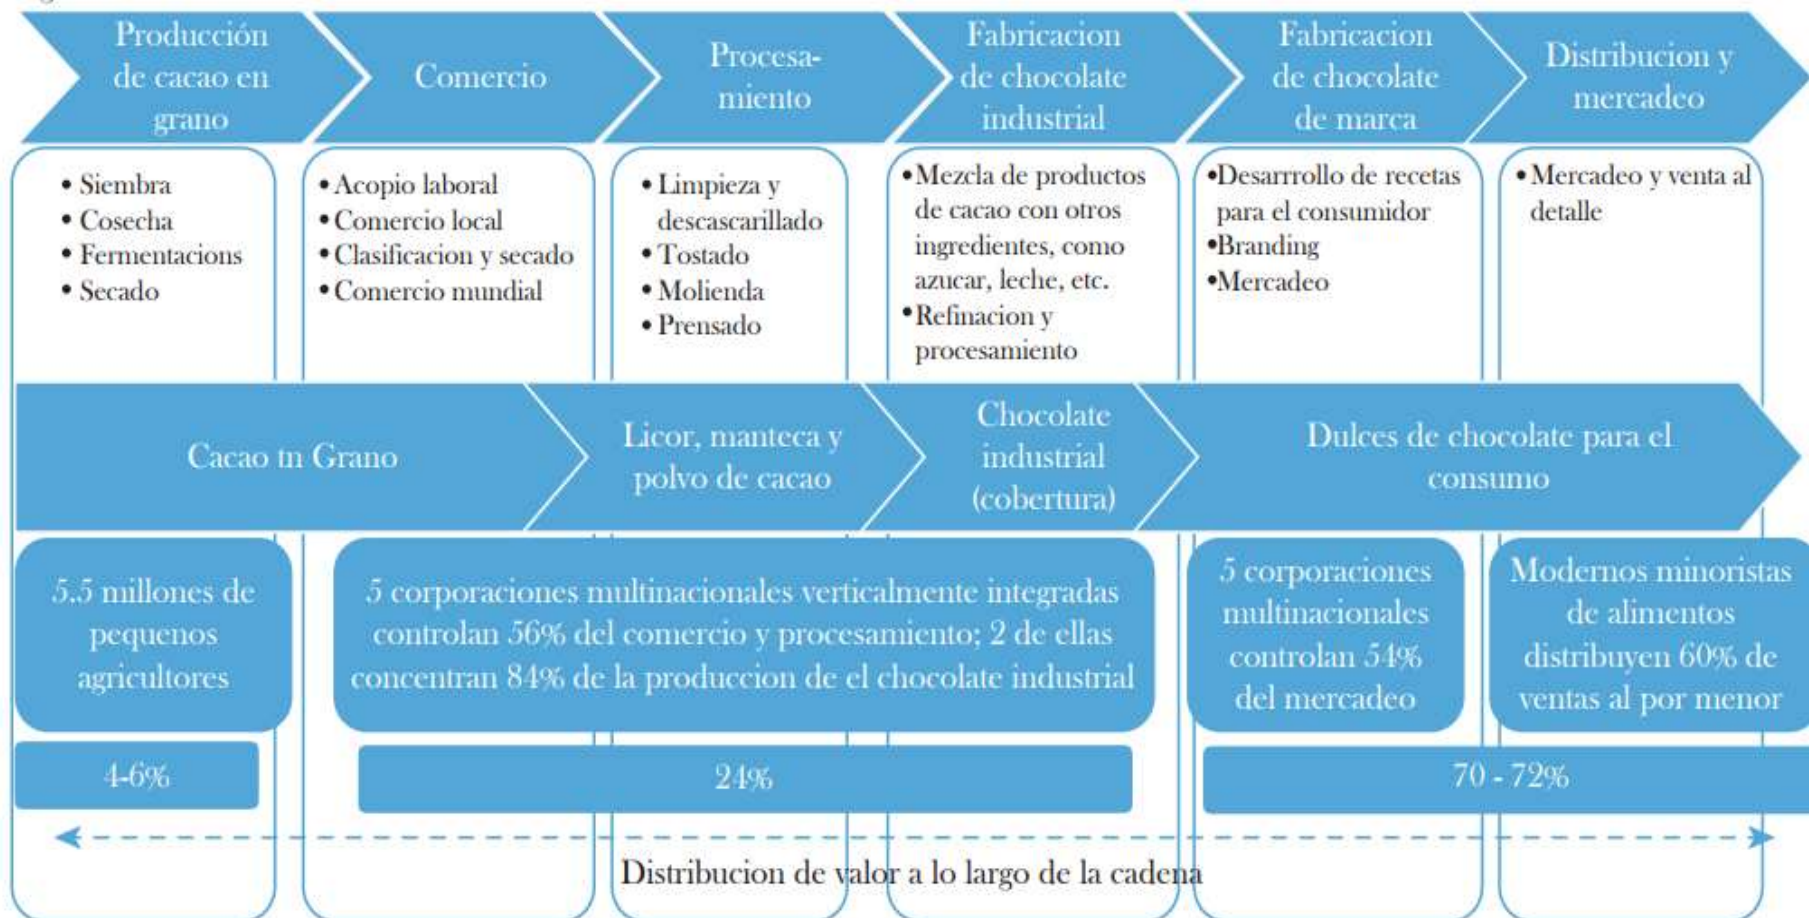 Producción
de cacao en
grano
Comercio
Procesa-
miento
Fabricacion
de chocolate
industrial
Fabricacion
de chocolate
de marca
Distribucion y
mercadeo
• Siembra
• Cosecha
• Fermentacions
• Secado
• Acopio laboral
• Comercio local
• Clasificacion y secado
• Comercio mundial
• Limpieza y
descascarillado
• Tostado
• Molienda
• Prensado
• Mezcla de productos
de cacao con otros
ingredientes, como
azucar, leche, etc.
• Refinacion y
procesamiento
•Desarrrollo de recetas
para el consumidor
•Branding
•Mercadeo
• Mercadeo y venta al
detalle
Cacao tn Grano
Licor, manteca y
polvo de cacao
Chocolate
industrial
(cobertura)
Dulces de chocolate para el
consumo
5.5 millones de
pequenos
agricultores
5 corporaciones multinacionales verticalmente integradas
controlan 56% del comercio y procesamiento; 2 de ellas
concentran 84% de la produccion de el chocolate industrial
5 corporaciones
multinacionales
controlan 54%
del mercadeo
Modernos minoristas
de alimentos
distribuyen 60% de
ventas al por menor
4-6%
24%
70 - 72%
Distribucion de valor a lo largo de la cadena